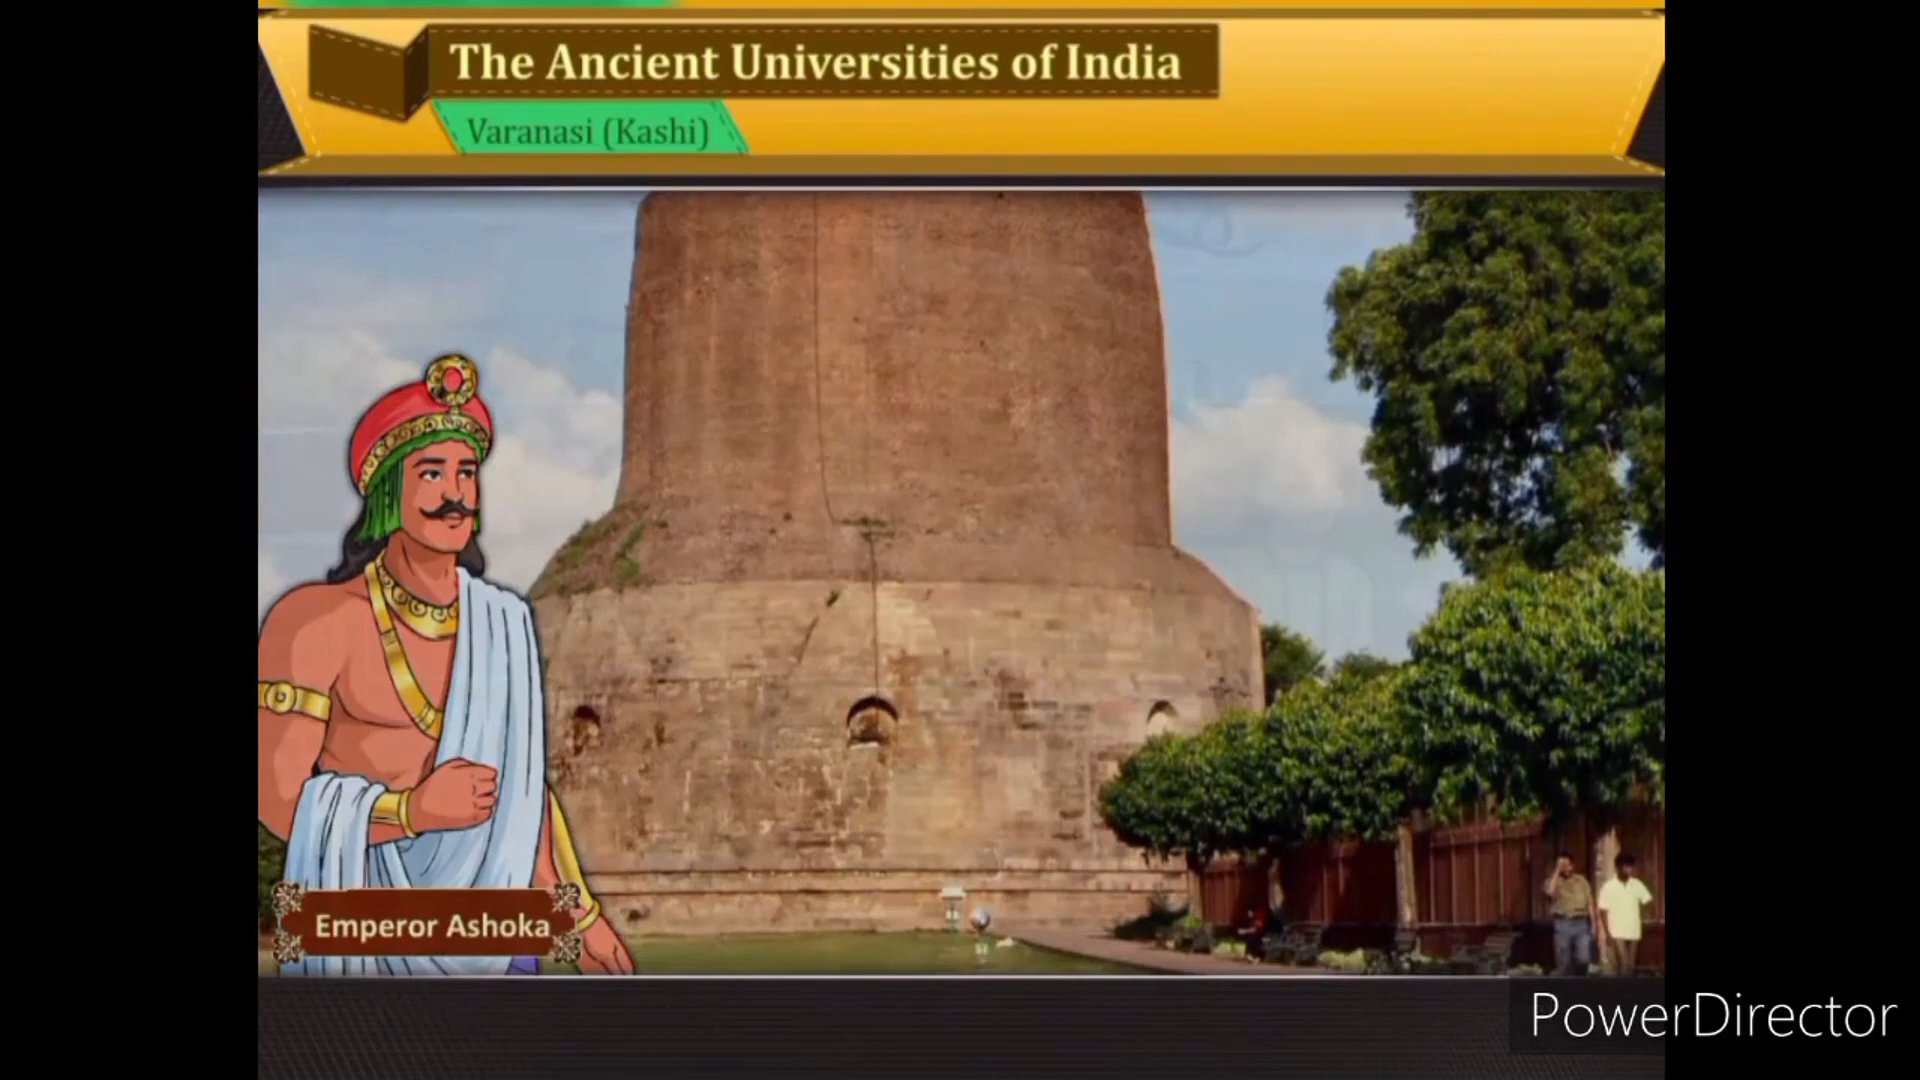 The Ancient Universities of India
Varanasi (Kashi)
Emperor Ashoka
PowerDirector